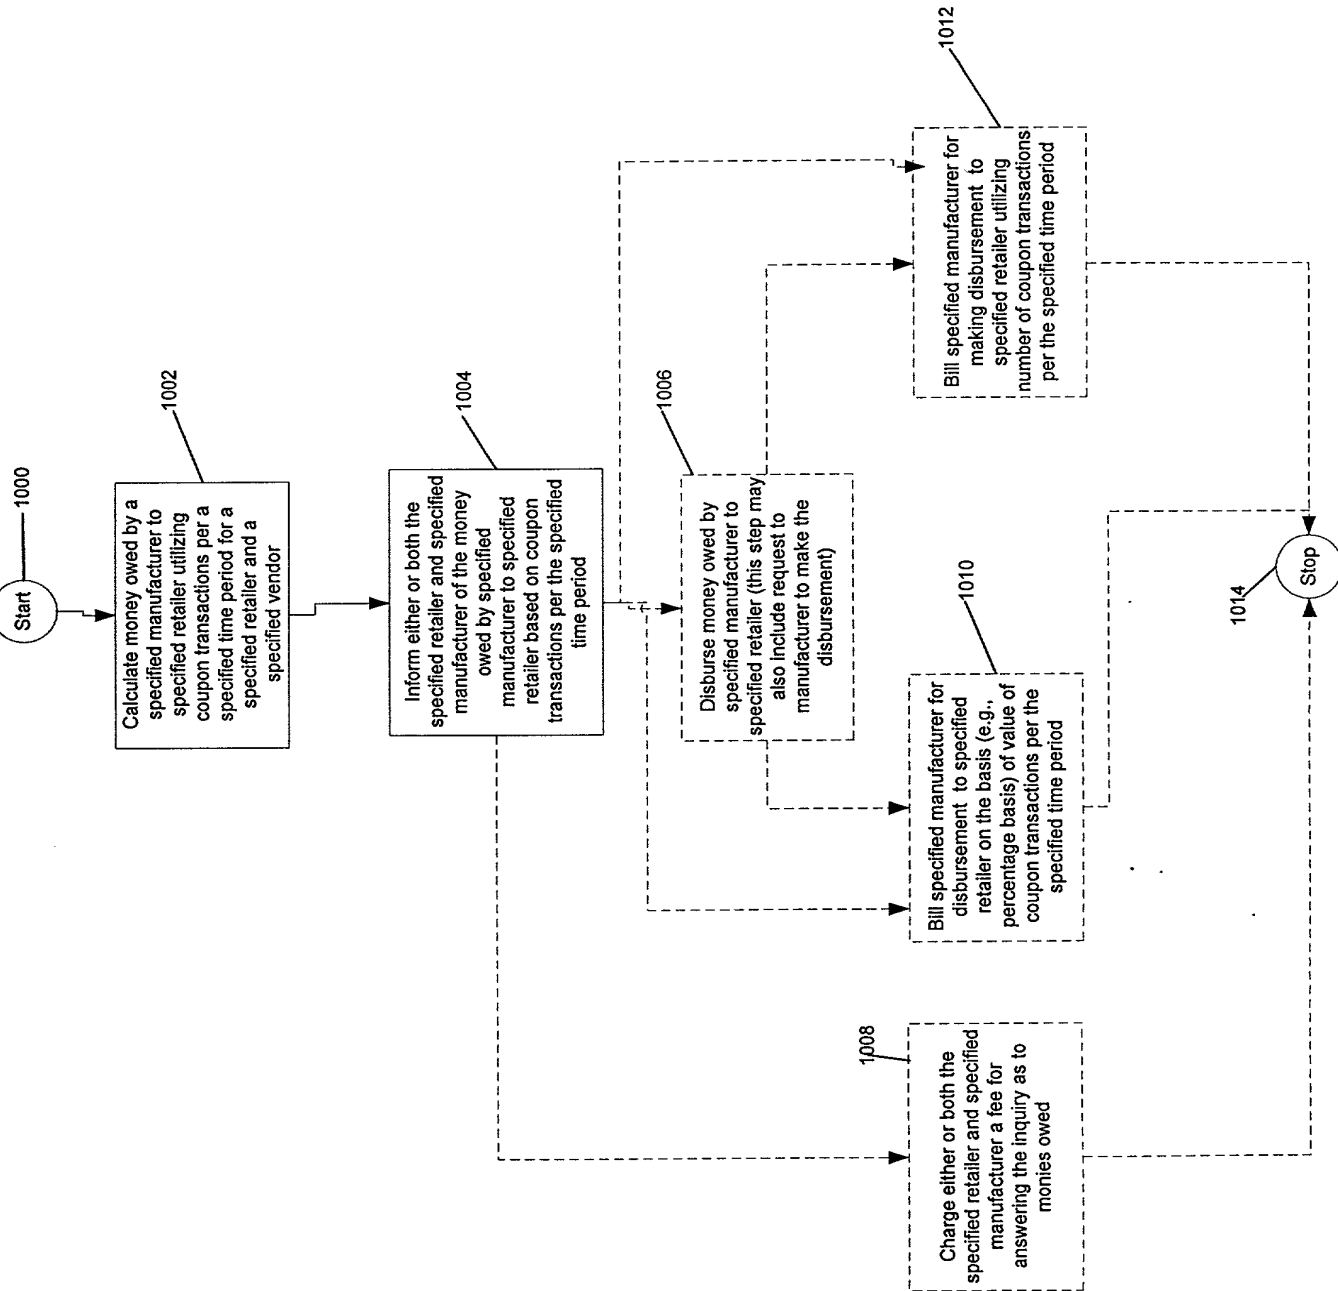 Start
1000
Calculate money owed by a
specified manufacturer to
specified retailer utilizing
coupon transactions per a
specified time period for a
specified retailer and a
specified vendor
1002
Inform either or both the
specified retailer and specified
manufacturer of the money
owed by specified
manufacturer to specified
retailer based on coupon
transactions per the specified
time period
1004
Disburse money owed by
specified manufacturer to
specified retailer (this step may
also include request to
manufacturer to make the
disbursement)
1006
Charge either or both the
specified retailer and specified
manufacturer a fee for
answering the inquiry as to
monies owed
1008
Bill specified manufacturer for
disbursement to specified
retailer on the basis (e.g.,
percentage basis) of value of
coupon transactions per the
specified time period
1010
Bill specified manufacturer for
making disbursement to
specified retailer utilizing
number of coupon transactions
per the specified time period
1012
Stop
1014